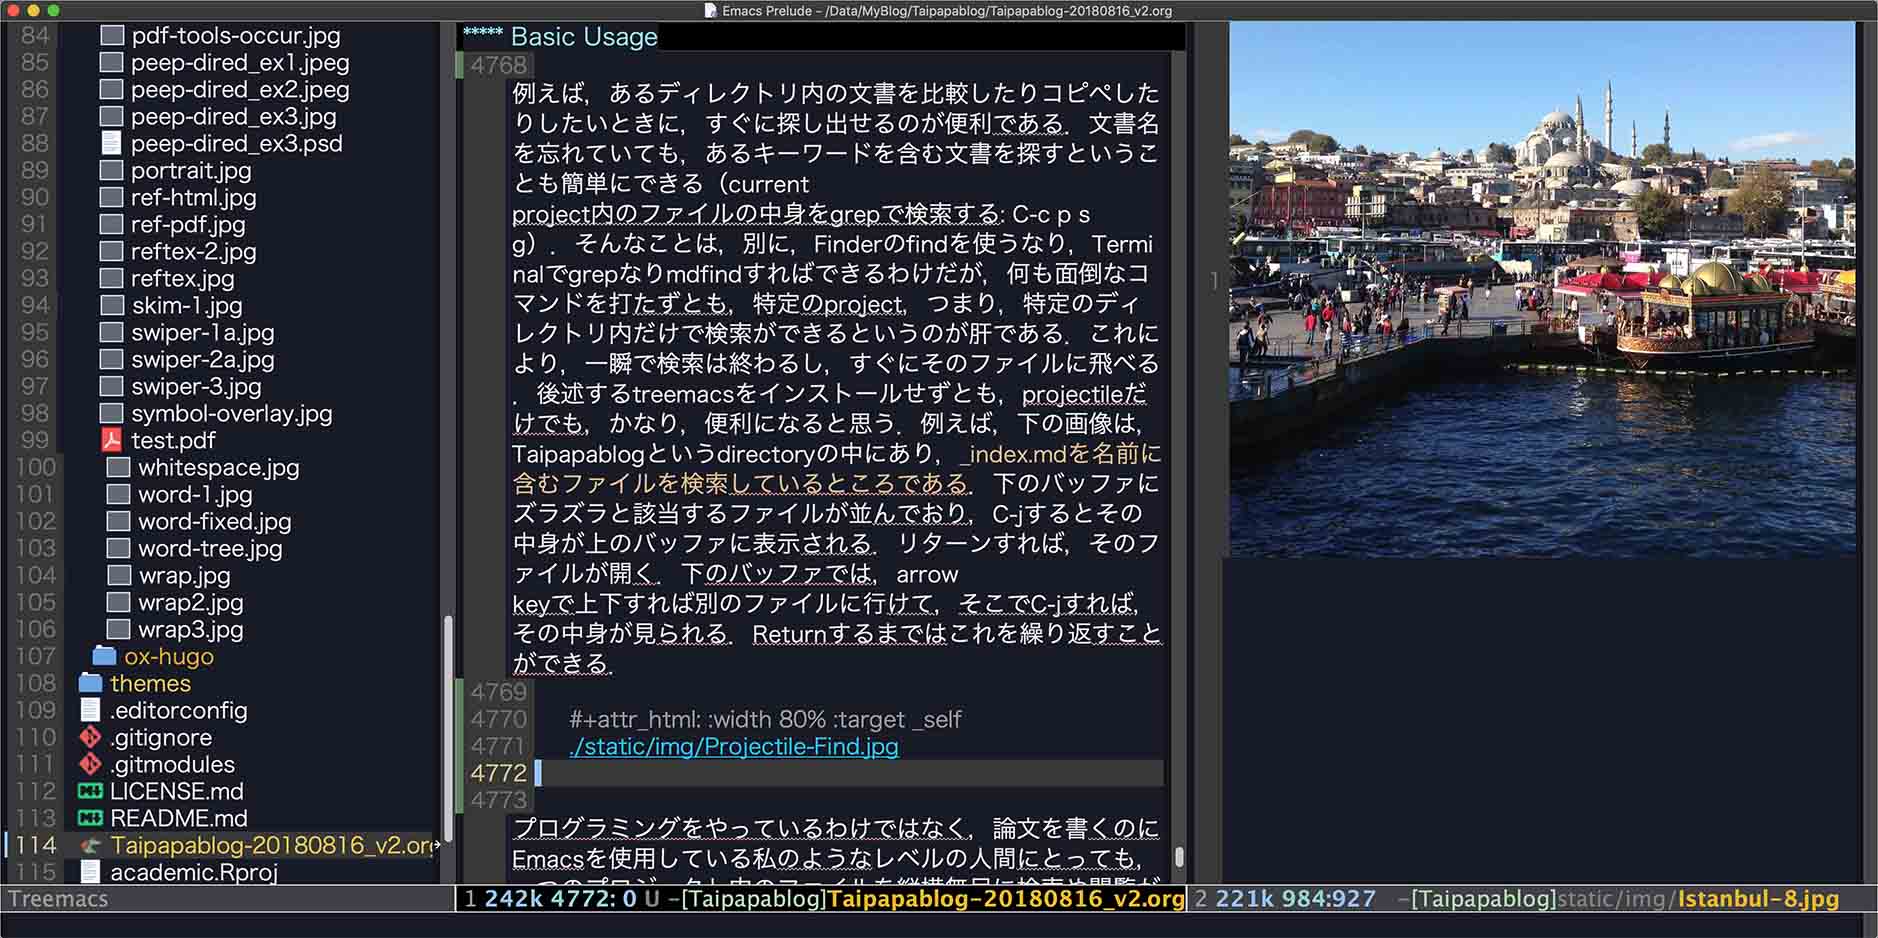 Emacs Prelude – /Data/MyBlog/Taipapablog/Taipapablog-20180816_v2.org
84 pdf-tools-occur.jpg
85 peep-dired_ex1.jpeg
86 peep-dired_ex2.jpeg
87 peep-dired_ex3.jpg
88 peep-dired_ex3.psd
89 portrait.jpg
90 ref-html.jpg
91 ref-pdf.jpg
92 reftex-2.jpg
93 reftex.jpg
94 skim-1.jpg
95 swiper-1a.jpg
96 swiper-2a.jpg
97 swiper-3.jpg
98 symbol-overlay.jpg
99 test.pdf
100 whitespace.jpg
101 word-1.jpg
102 word-fixed.jpg
103 word-tree.jpg
104 wrap.jpg
105 wrap2.jpg
106 wrap3.jpg
107 ox-hugo
108 themes
109 .editorconfig
110 .gitignore
111 .gitmodules
112 LICENSE.md
113 README.md
114 Taipapablog-20180816_v2.org
115 academic.Rproj
Treemacs
***** Basic Usage
4768
例えば，あるディレクトリ内の文書を比較したりコピペした
りしたいときに，すぐに探し出せるのが便利である．文書名
を忘れていても，あるキーワードを含む文書を探すというこ
とも簡単にできる（current
project内のファイルの中身をgrepで検索する: C-c p s
g）．そんなことは，別に，Finderのfindを使うなり，Termi
nalでgrepなりmdfindすればできるわけだが，何も面倒なコ
マンドを打たずとも，特定のproject，つまり，特定のディ
レクトリ内だけで検索ができるというのが肝である．これに
より，一瞬で検索は終わるし，すぐにそのファイルに飛べる
．後述するtreemacsをインストールせずとも，projectileだ
けでも，かなり，便利になると思う．例えば，下の画像は，
Taipapablogというdirectoryの中にあり，_index.mdを名前に
含むファイルを検索しているところである．下のバッファに
ズラズラと該当するファイルが並んでおり，C-jするとその
中身が上のバッファに表示される．リターンすれば，そのフ
ァイルが開く．下のバッファでは，arrow
keyで上下すれば別のファイルに行けて，そこでC-jすれば，
その中身が見られる．Returnするまではこれを繰り返すこと
ができる．
4769
4770 #+attr_html: :width 80% :target _self
4771 ./static/img/Projectile-Find.jpg
4772
4773
プログラミングをやっているわけではなく，論文を書くのに
Emacsを使用している私のようなレベルの人間にとっても，
1 242k 4772: 0 U -[Taipapablog]Taipapablog-20180816_v2.org
1
2 221k 984:927 -[Taipapablog]static/img/Istanbul-8.jpg